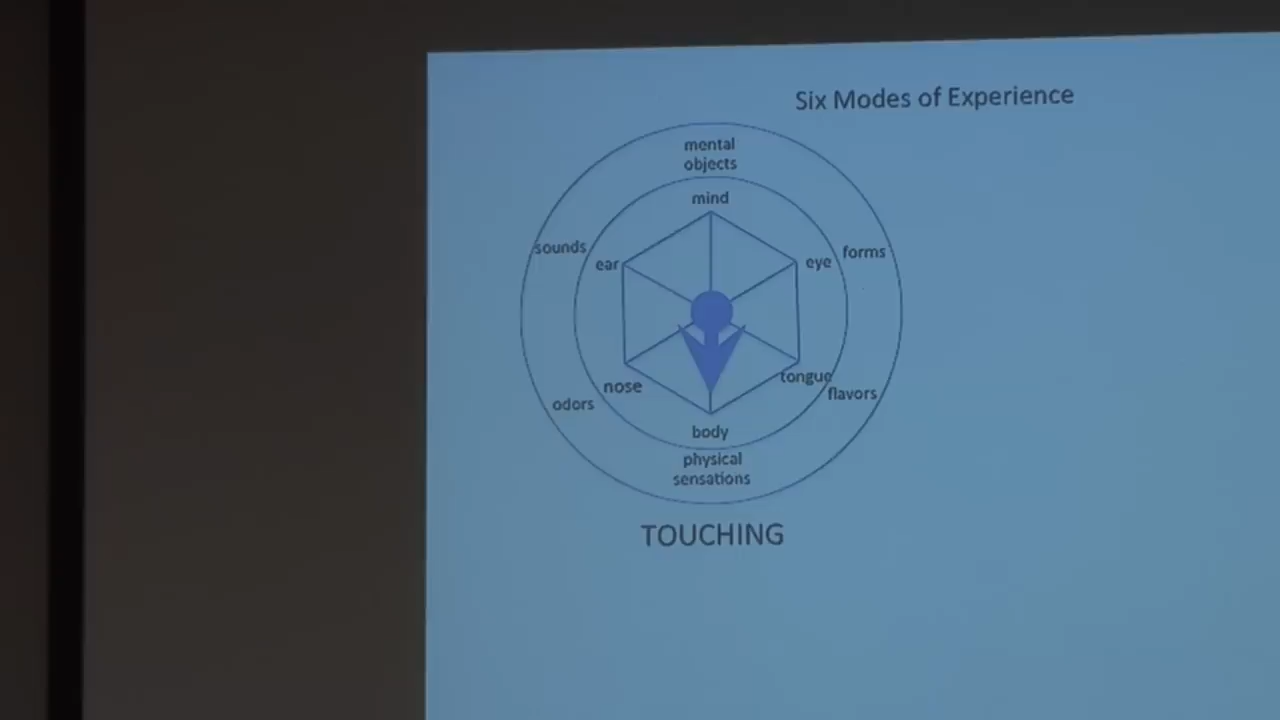 Six Modes of Experience
mental
objects
mind
sounds
ear
eye
forms
nose
tongue
odors
flavors
body
physical
sensations
TOUCHING